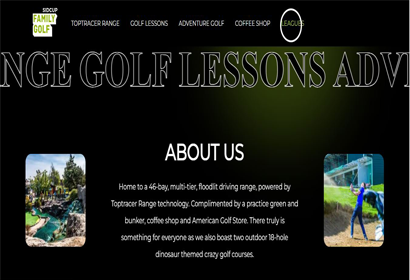 SIDCUP
FAMILY
GOLF
TOPTRACER RANGE GOLF LESSONS ADVENTURE GOLF COFFEE SHOP LEAGUES
NGE GOLF LESSONS ADVE
ABOUT US
Home to a 46-bay, multi-tier, floodlit driving range, powered by
Toptracer Range technology, Complimented by a practice green and
bunker, coffee shop and American Golf Store. There truly is
something for everyone as we also boast two outdoor 18-hole
dinosaur themed crazy golf courses.